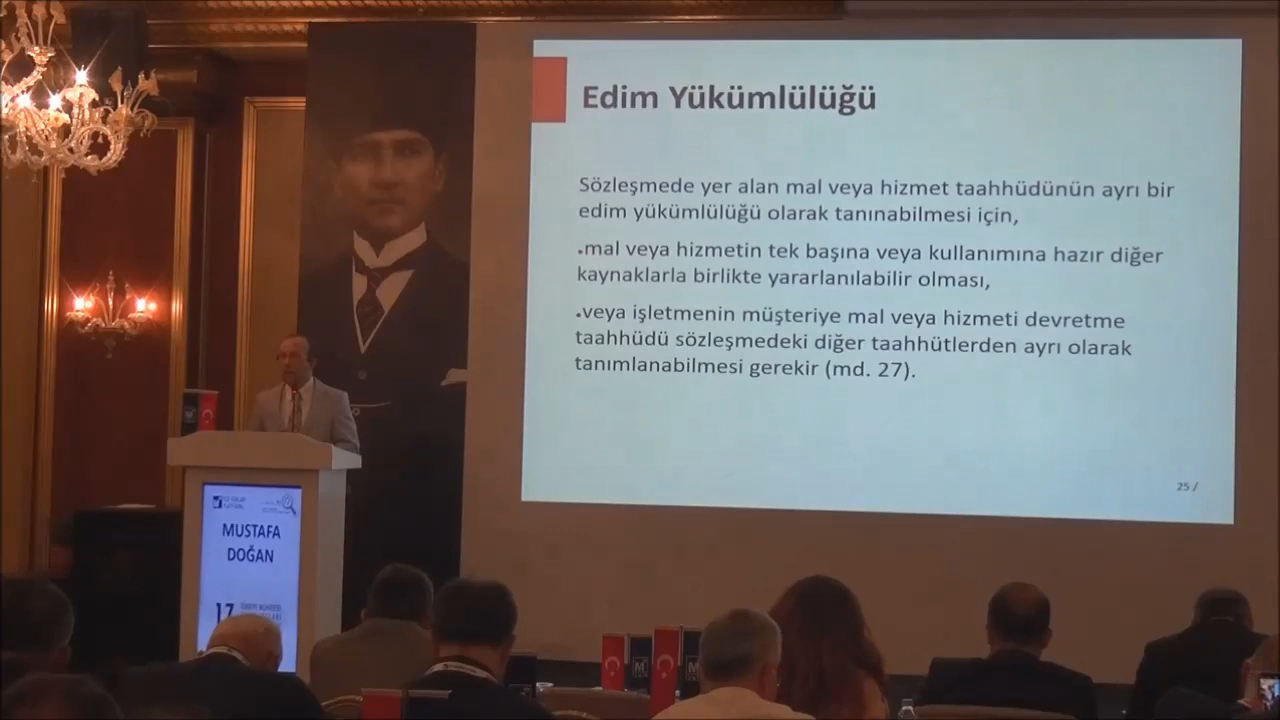 Edim Yükümlülüğü
Sözleşmede yer alan mal veya hizmet taahhüdünün ayrı bir
edim yükümlülüğü olarak tanınabilmesi için,
.mal veya hizmetin tek başına veya kullanımına hazır diğer
kaynaklarla birlikte yararlanılabilir olması,
.veya işletmenin müşteriye mal veya hizmeti devretme
taahhüdü sözleşmedeki diğer taahhütlerden ayrı olarak
tanımlanabilmesi gerekir (md. 27).
25 /
MUSTAFA
DOĞAN
17